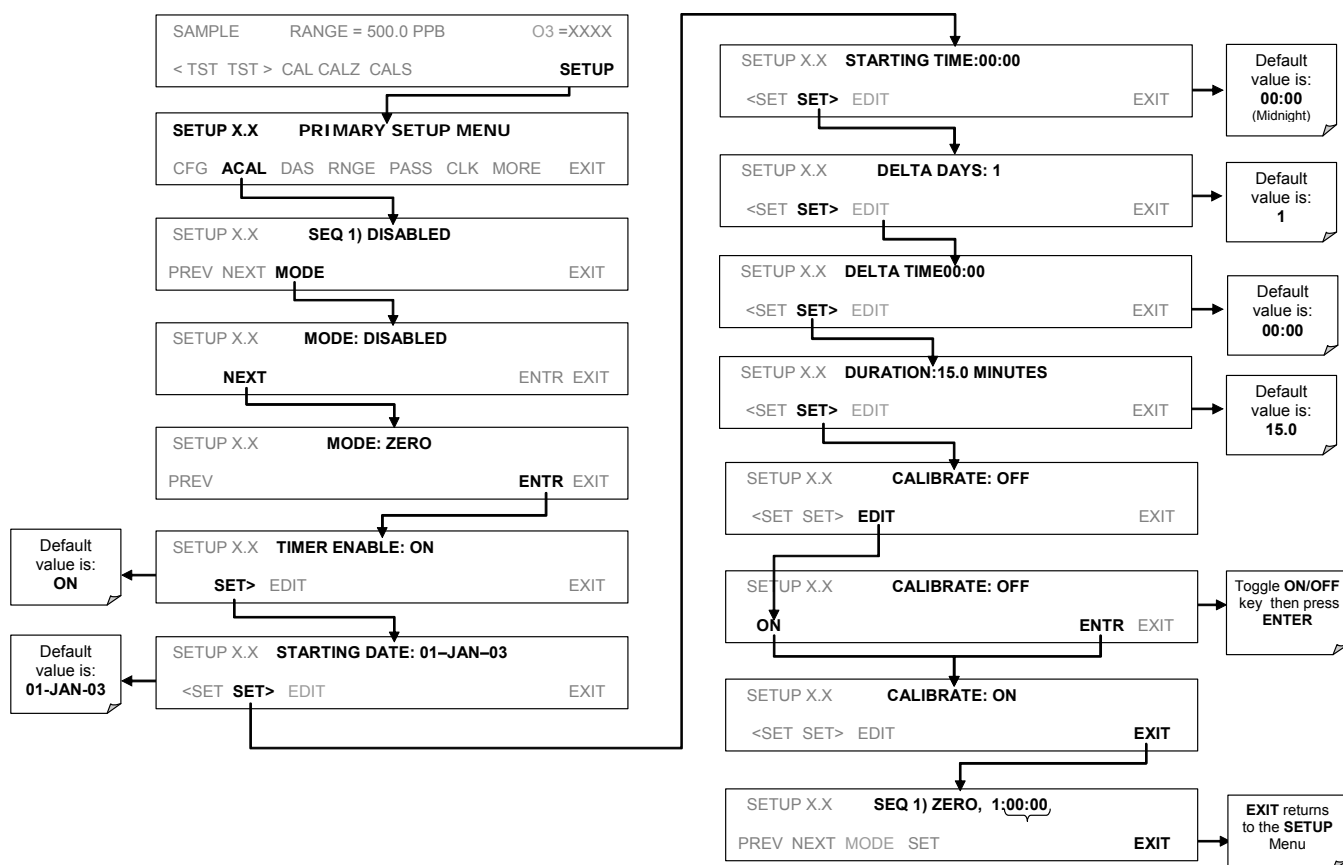 SAMPLE RANGE = 500.0 PPB O3 =XXXX
< TST TST > CAL CALZ CALS SETUP
SETUP X.X PRIMARY SETUP MENU
CFG ACAL DAS RNGE PASS CLK MORE EXIT
SETUP X.X SEQ 1) DISABLED
PREV NEXT MODE EXIT
SETUP X.X MODE: DISABLED
NEXT ENTR EXIT
SETUP X.X MODE: ZERO
PREV ENTR EXIT
Default
value is:
ON
SETUP X.X TIMER ENABLE: ON
SET> EDIT EXIT
Default
value is:
01-JAN-03
SETUP X.X STARTING DATE: 01–JAN–03
<SET SET> EDIT EXIT
SETUP X.X STARTING TIME:00:00
<SET SET> EDIT EXIT
Default
value is:
00:00
(Midnight)
SETUP X.X DELTA DAYS: 1
<SET SET> EDIT EXIT
Default
value is:
1
SETUP X.X DELTA TIME00:00
<SET SET> EDIT EXIT
Default
value is:
00:00
SETUP X.X DURATION:15.0 MINUTES
<SET SET> EDIT EXIT
Default
value is:
15.0
SETUP X.X CALIBRATE: OFF
<SET SET> EDIT EXIT
SETUP X.X CALIBRATE: OFF
ON ENTR EXIT
Toggle ON/OFF
key then press
ENTER
SETUP X.X CALIBRATE: ON
<SET SET> EDIT EXIT
SETUP X.X SEQ 1) ZERO, 1:00:00
PREV NEXT MODE SET EXIT
EXIT returns
to the SETUP
Menu